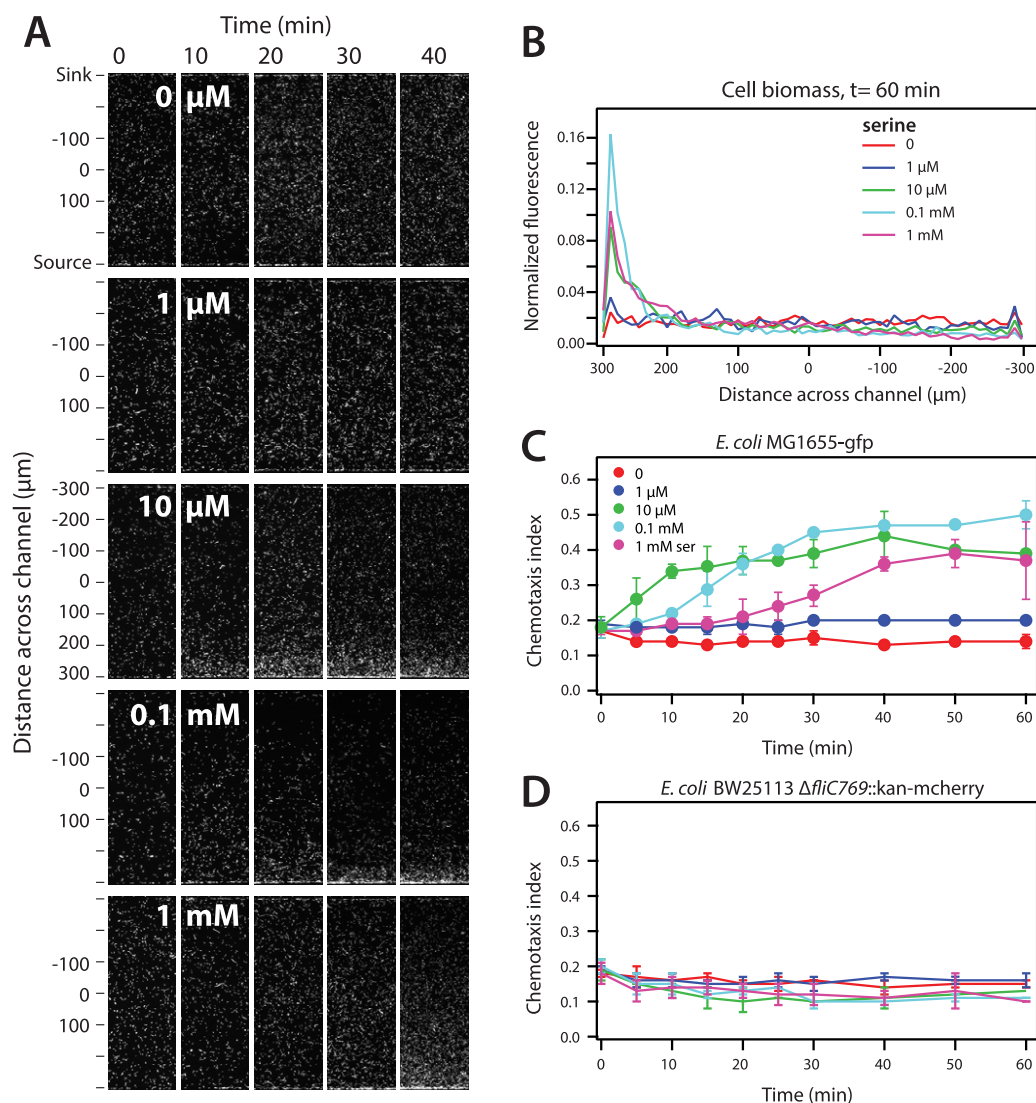 A
Time (min)
0 10 20 30 40
Distance across channel (µm)
Sink
-100
0
100
Source
0 µM
-100
0
100
1 µM
-300
-200
-100
0
100
200
300
10 µM
-100
0
100
0.1 mM
-100
0
100
1 mM
B
Cell biomass, t= 60 min
Normalized fluorescence
0.16
0.12
0.08
0.04
0.00
serine
0
1 µM
10 µM
0.1 mM
1 mM
300 200 100 0 -100 -200 -300
Distance across channel (µm)
C
E. coli MG1655-gfp
Chemotaxis index
0.6
0.5
0.4
0.3
0.2
0.1
0.0
0
1 µM
10 µM
0.1 mM
1 mM ser
0 10 20 30 40 50 60
Time (min)
D
E. coli BW25113 ΔfliC769::kan-mcherry
Chemotaxis index
0.6
0.5
0.4
0.3
0.2
0.1
0.0
0 10 20 30 40 50 60
Time (min)